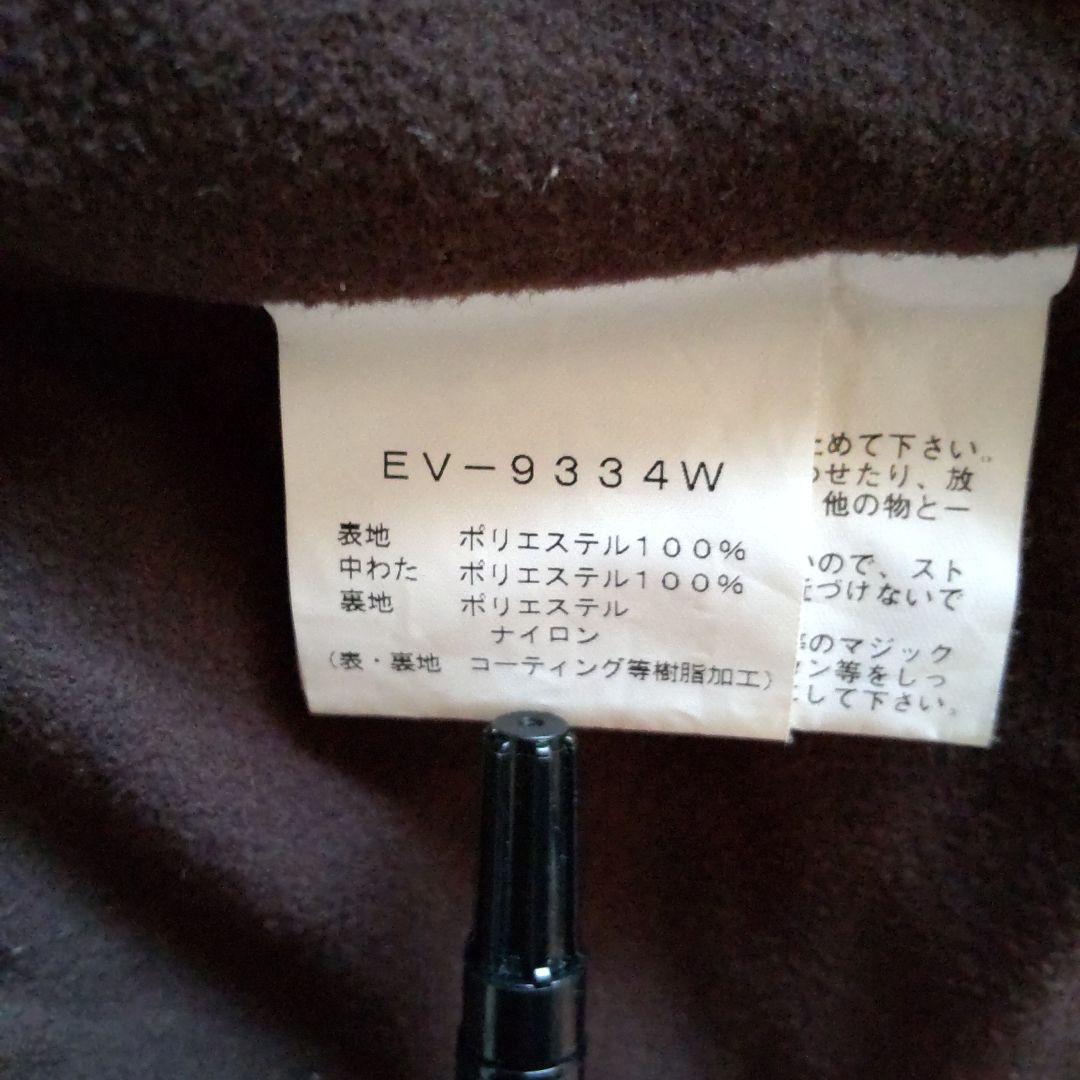 EV-9334W
表地 ポリエステル100%
中わた ポリエステル100%
裏地 ポリエステル
ナイロン
(表・裏地 コーティング等樹脂加工)
めて下さい。
せたり、放
他の物と一
ので、スト
づけないで
のマジック
ン等をしっ
して下さい。